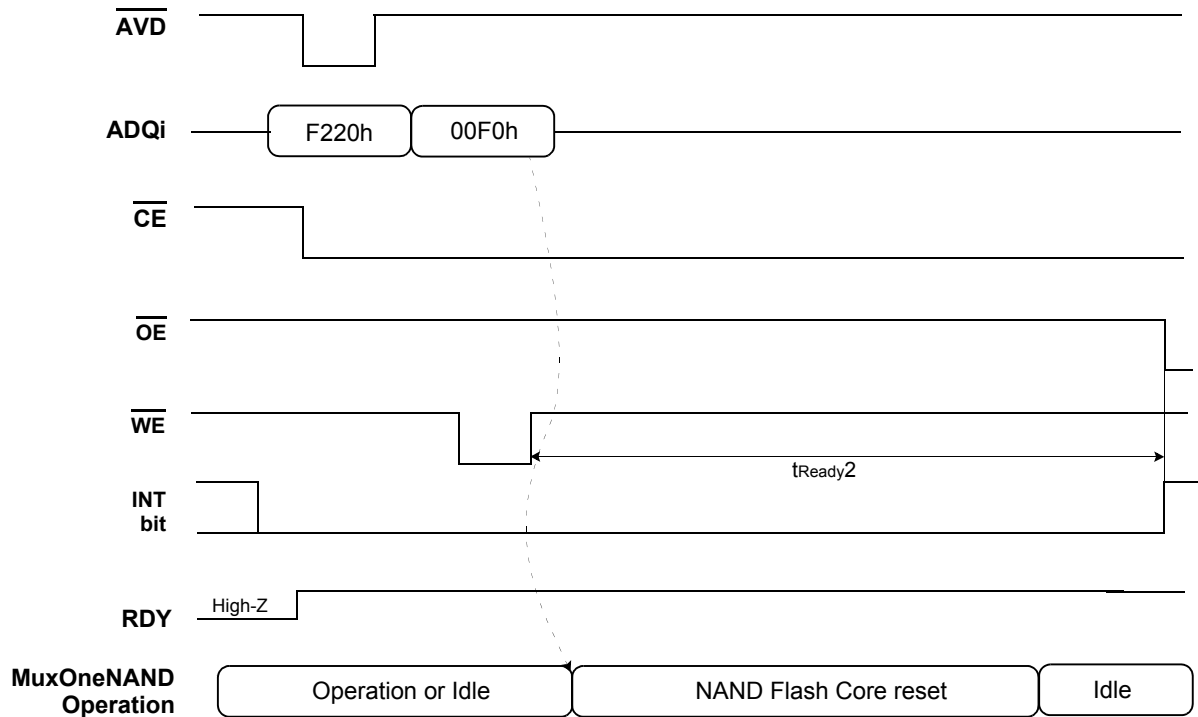 AVD
ADQi
F220h
00F0h
CE
OE
WE
tReady2
INT
bit
High-Z
RDY
MuxOneNAND
Operation
Operation or Idle
NAND Flash Core reset
Idle